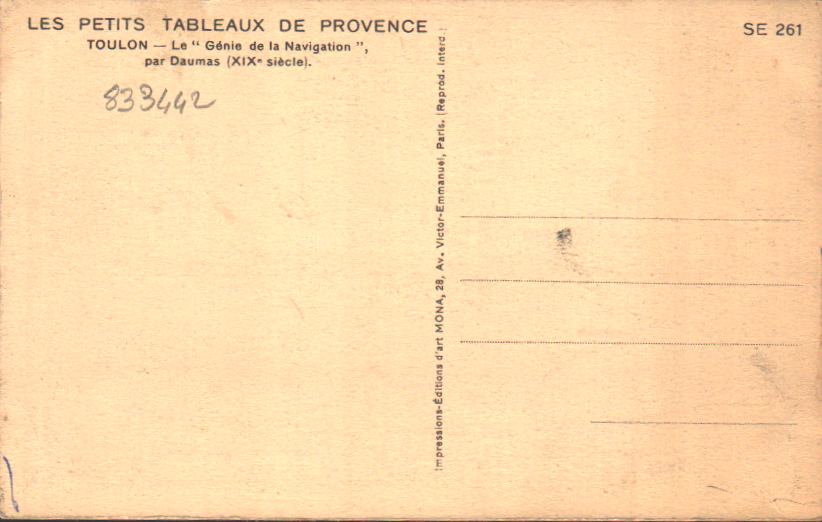 LES PETITS TABLEAUX DE PROVENCE
TOULON — Le “ Génie de la Navigation ”,
par Daumas (XIXe siècle).
833442
Impressions-Éditions d'art MONA, 28, Av. Victor-Emmanuel, Paris. (Reprod. Interd.)
SE 261